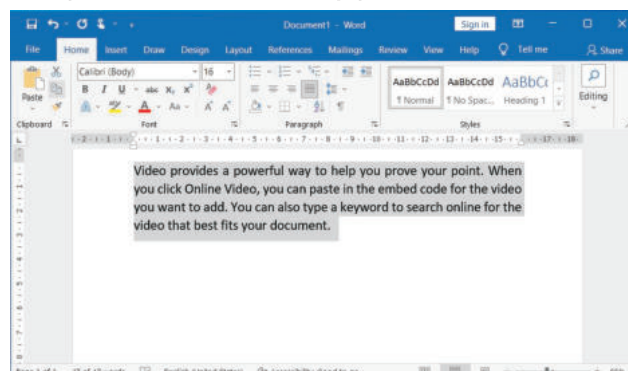 Document1 - Word
Sign in
File Home Insert Draw Design Layout References Mailings Review View Help Tell me Share
Calibri (Body) 16
AaBbCcDd AaBbCcDd AaBbCc
Paste
B I U abc X₂ X²
¶ Normal ¶ No Spac... Heading 1
Editing
A Aa A A
Clipboard Font Paragraph Styles
Video provides a powerful way to help you prove your point. When
you click Online Video, you can paste in the embed code for the video
you want to add. You can also type a keyword to search online for the
video that best fits your document.